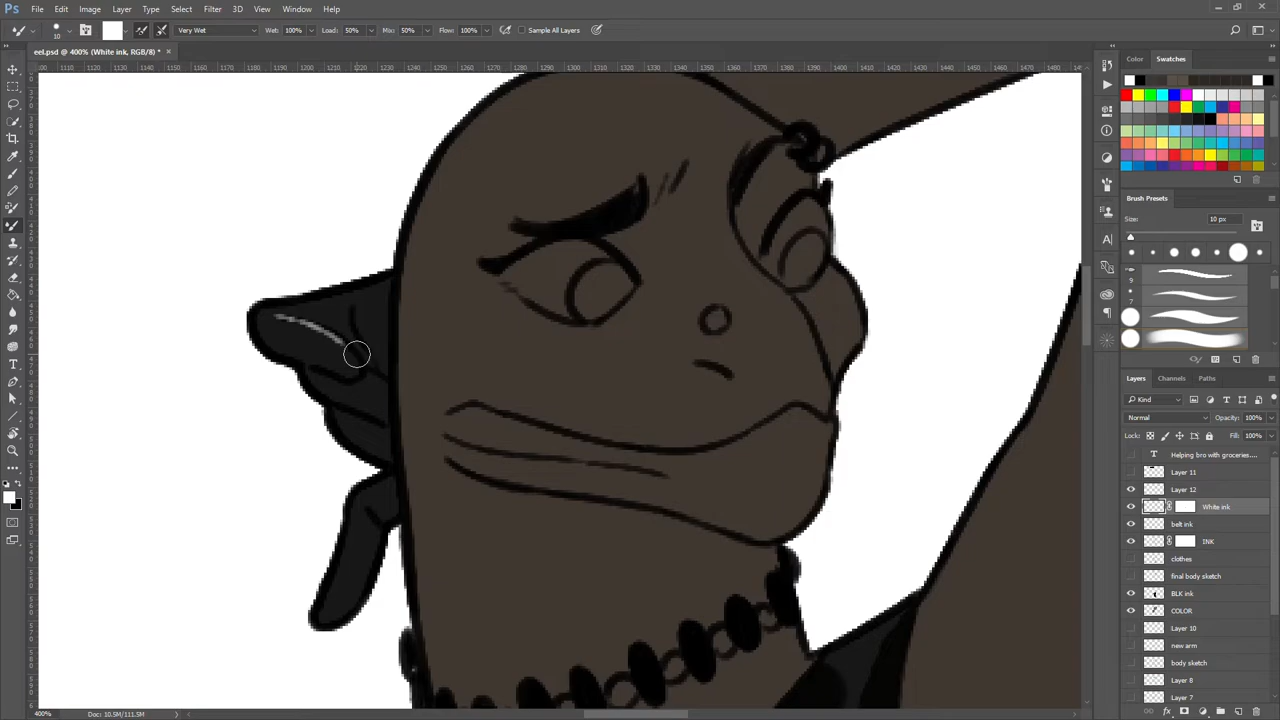 Ps File Edit Image Layer Type Select Filter 3D View Window Help
10 Very Wet Wet: 100% Load: 50% Mix: 50% Flow: 100% Sample All Layers
eel.psd @ 400% (White ink, RGB/8) * ×
Color Swatches
Brush Presets
Size: 10 px
9
7
Layers Channels Paths
Kind
Normal Opacity: 100%
Lock: Fill: 100%
T Helping bro with groceries....
Layer 11
Layer 12
White ink
belt ink
INK
clothes
final body sketch
BLK ink
COLOR
Layer 10
new arm
body sketch
Layer 8
Layer 7
400% Doc: 10.5M/111.5M